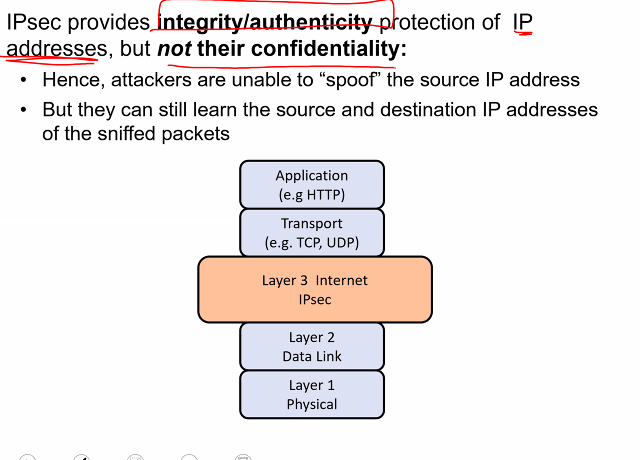 IPsec provides integrity/authenticity protection of IP
addresses, but not their confidentiality:
• Hence, attackers are unable to “spoof” the source IP address
• But they can still learn the source and destination IP addresses
of the sniffed packets
Application
(e.g HTTP)
Transport
(e.g. TCP, UDP)
Layer 3 Internet
IPsec
Layer 2
Data Link
Layer 1
Physical